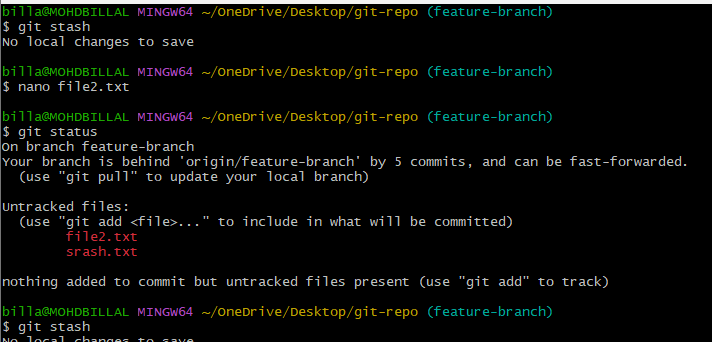 billa@MOHDBILLAL MINGW64 ~/OneDrive/Desktop/git-repo (feature-branch)
$ git stash
No local changes to save
billa@MOHDBILLAL MINGW64 ~/OneDrive/Desktop/git-repo (feature-branch)
$ nano file2.txt
billa@MOHDBILLAL MINGW64 ~/OneDrive/Desktop/git-repo (feature-branch)
$ git status
On branch feature-branch
Your branch is behind 'origin/feature-branch' by 5 commits, and can be fast-forwarded.
(use "git pull" to update your local branch)
Untracked files:
(use "git add <file>..." to include in what will be committed)
file2.txt
srash.txt
nothing added to commit but untracked files present (use "git add" to track)
billa@MOHDBILLAL MINGW64 ~/OneDrive/Desktop/git-repo (feature-branch)
$ git stash
No local changes to save